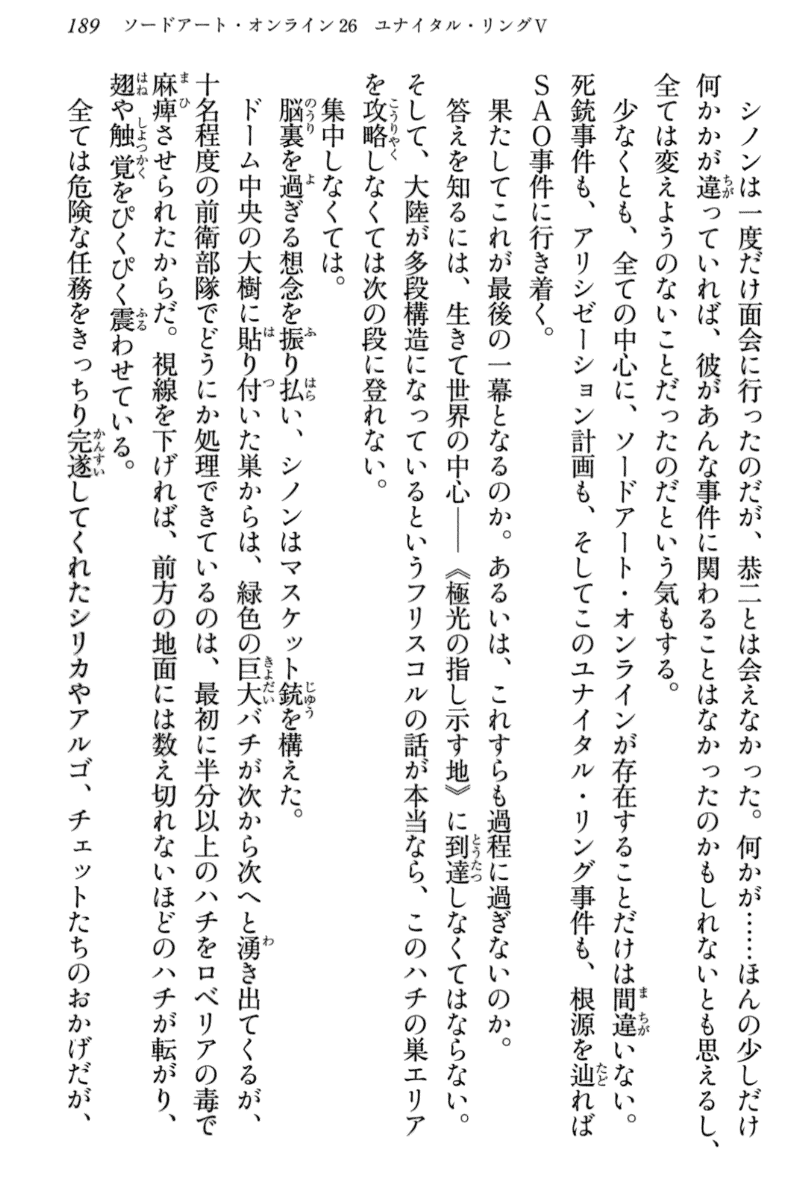 189 ソードアート・オンライン26 ユナイタル・リングV
シノンは一度だけ面会に行ったのだが、恭二とは会えなかった。何かが……ほんの少しだけ
何かかが違っていれば、彼があんな事件に関わることはなかったのかもしれないとも思えるし、
全ては変えようのないことだったのだという気もする。
少なくとも、全ての中心に、ソードアート・オンラインが存在することだけは間違いない。
死銃事件も、アリシゼーション計画も、そしてこのユナイタル・リング事件も、根源を辿れば
SAO事件に行き着く。
果たしてこれが最後の一幕となるのか。あるいは、これすらも過程に過ぎないのか。
答えを知るには、生きて世界の中心――《極光の指し示す地》に到達しなくてはならない。
そして、大陸が多段構造になっているというフリスコルの話が本当なら、このハチの巣エリア
を攻略しなくては次の段に登れない。
集中しなくては。
脳裏を過ぎる想念を振り払い、シノンはマスケット銃を構えた。
ドーム中央の大樹に貼り付いた巣からは、緑色の巨大バチが次から次へと湧き出てくるが、
十名程度の前衛部隊でどうにか処理できているのは、最初に半分以上のハチをロベリアの毒で
麻痺させられたからだ。視線を下げれば、前方の地面には数え切れないほどのハチが転がり、
翅や触覚をぴくぴく震わせている。
全ては危険な任務をきっちり完遂してくれたシリカやアルゴ、チェットたちのおかげだが、